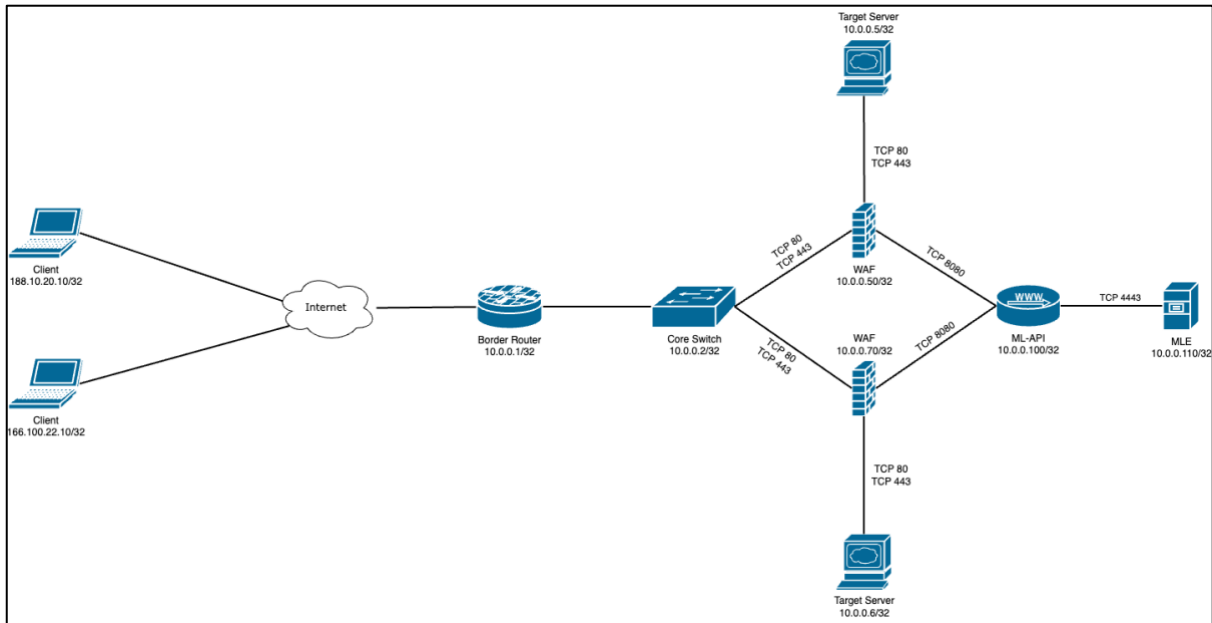 Target Server
10.0.0.5/32
TCP 80
TCP 443
Client
188.10.20.10/32
Internet
Border Router
10.0.0.1/32
Core Switch
10.0.0.2/32
TCP 80
TCP 443
WAF
10.0.0.50/32
TCP 8080
WWW
ML-API
10.0.0.100/32
TCP 4443
MLE
10.0.0.110/32
TCP 80
TCP 443
WAF
10.0.0.70/32
TCP 8080
Client
166.100.22.10/32
TCP 80
TCP 443
Target Server
10.0.0.6/32